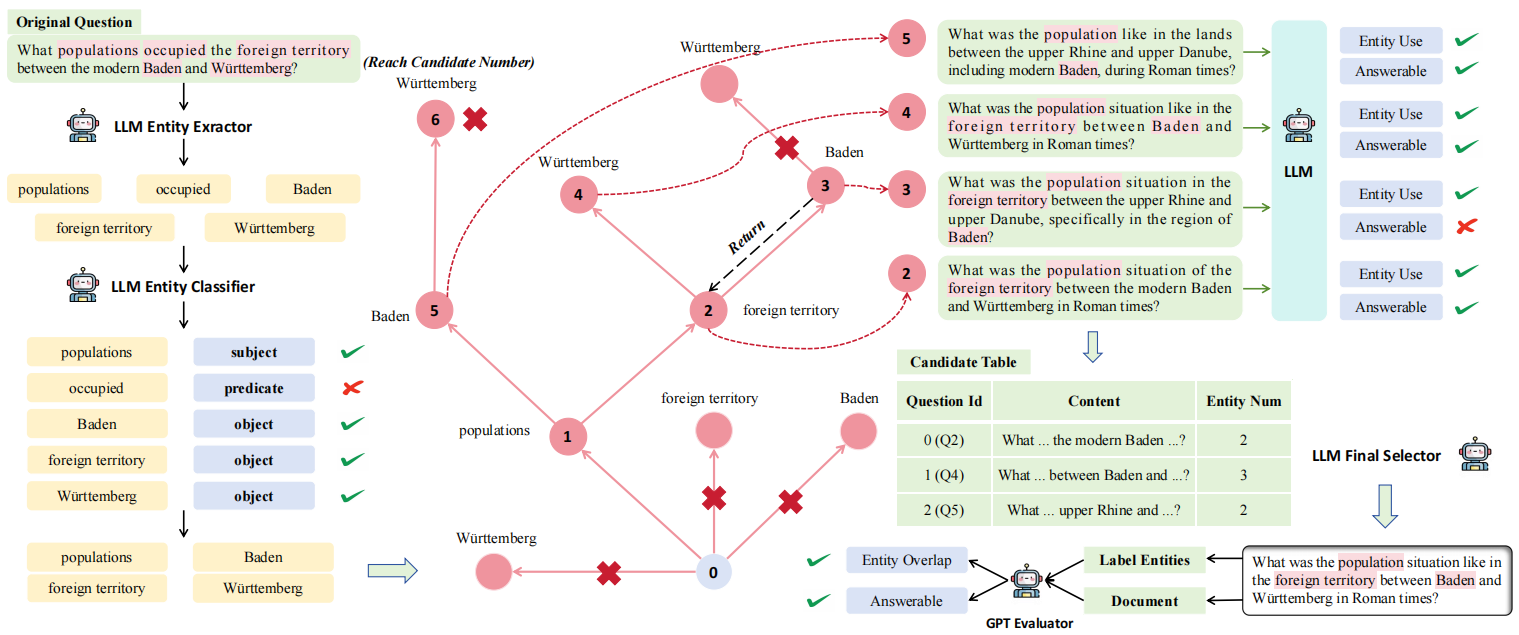 Original Question
What populations occupied the foreign territory
between the modern Baden and Württemberg?
LLM Entity Exractor
populations
occupied
Baden
foreign territory
Württemberg
LLM Entity Classifier
populations
subject
occupied
predicate
Baden
object
foreign territory
object
Württemberg
object
populations
Baden
foreign territory
Württemberg
(Reach Candidate Number)
Württemberg
6
Württemberg
Württemberg
4
Baden
3
Return
Baden
5
2
foreign territory
populations
1
foreign territory
Baden
Württemberg
0
5
What was the population like in the lands
between the upper Rhine and upper Danube,
including modern Baden, during Roman times?
4
What was the population situation like in the
foreign territory between Baden and
Württemberg in Roman times?
3
What was the population situation in the
foreign territory between the upper Rhine and
upper Danube, specifically in the region of
Baden?
2
What was the population situation of the
foreign territory between the modern Baden
and Württemberg in Roman times?
LLM
Entity Use
Answerable
Entity Use
Answerable
Entity Use
Answerable
Entity Use
Answerable
Candidate Table
Question Id Content Entity Num
0 (Q2) What ... the modern Baden ...? 2
1 (Q4) What ... between Baden and ...? 3
2 (Q5) What ... upper Rhine and ...? 2
LLM Final Selector
What was the population situation like in
the foreign territory between Baden and
Württemberg in Roman times?
Label Entities
Document
GPT Evaluator
Entity Overlap
Answerable